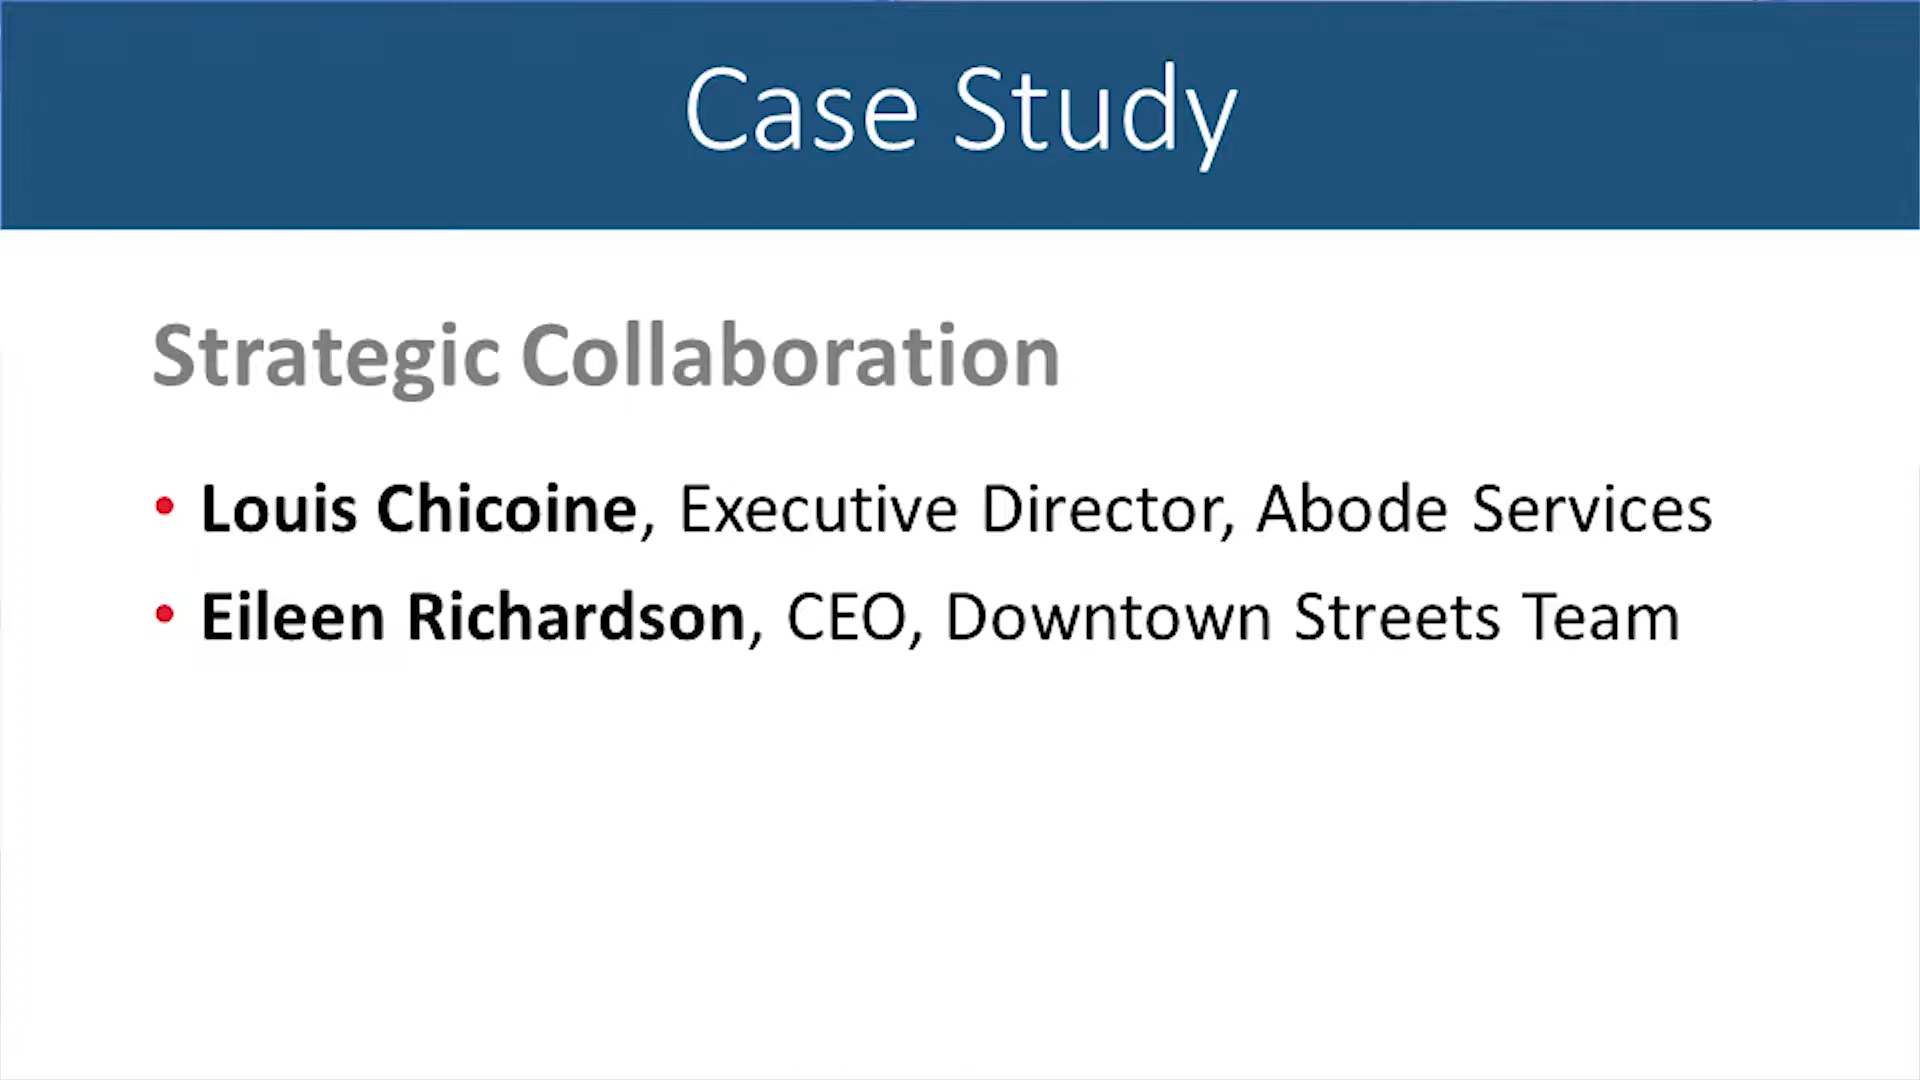 Case Study
Strategic Collaboration
• Louis Chicoine, Executive Director, Abode Services
• Eileen Richardson, CEO, Downtown Streets Team